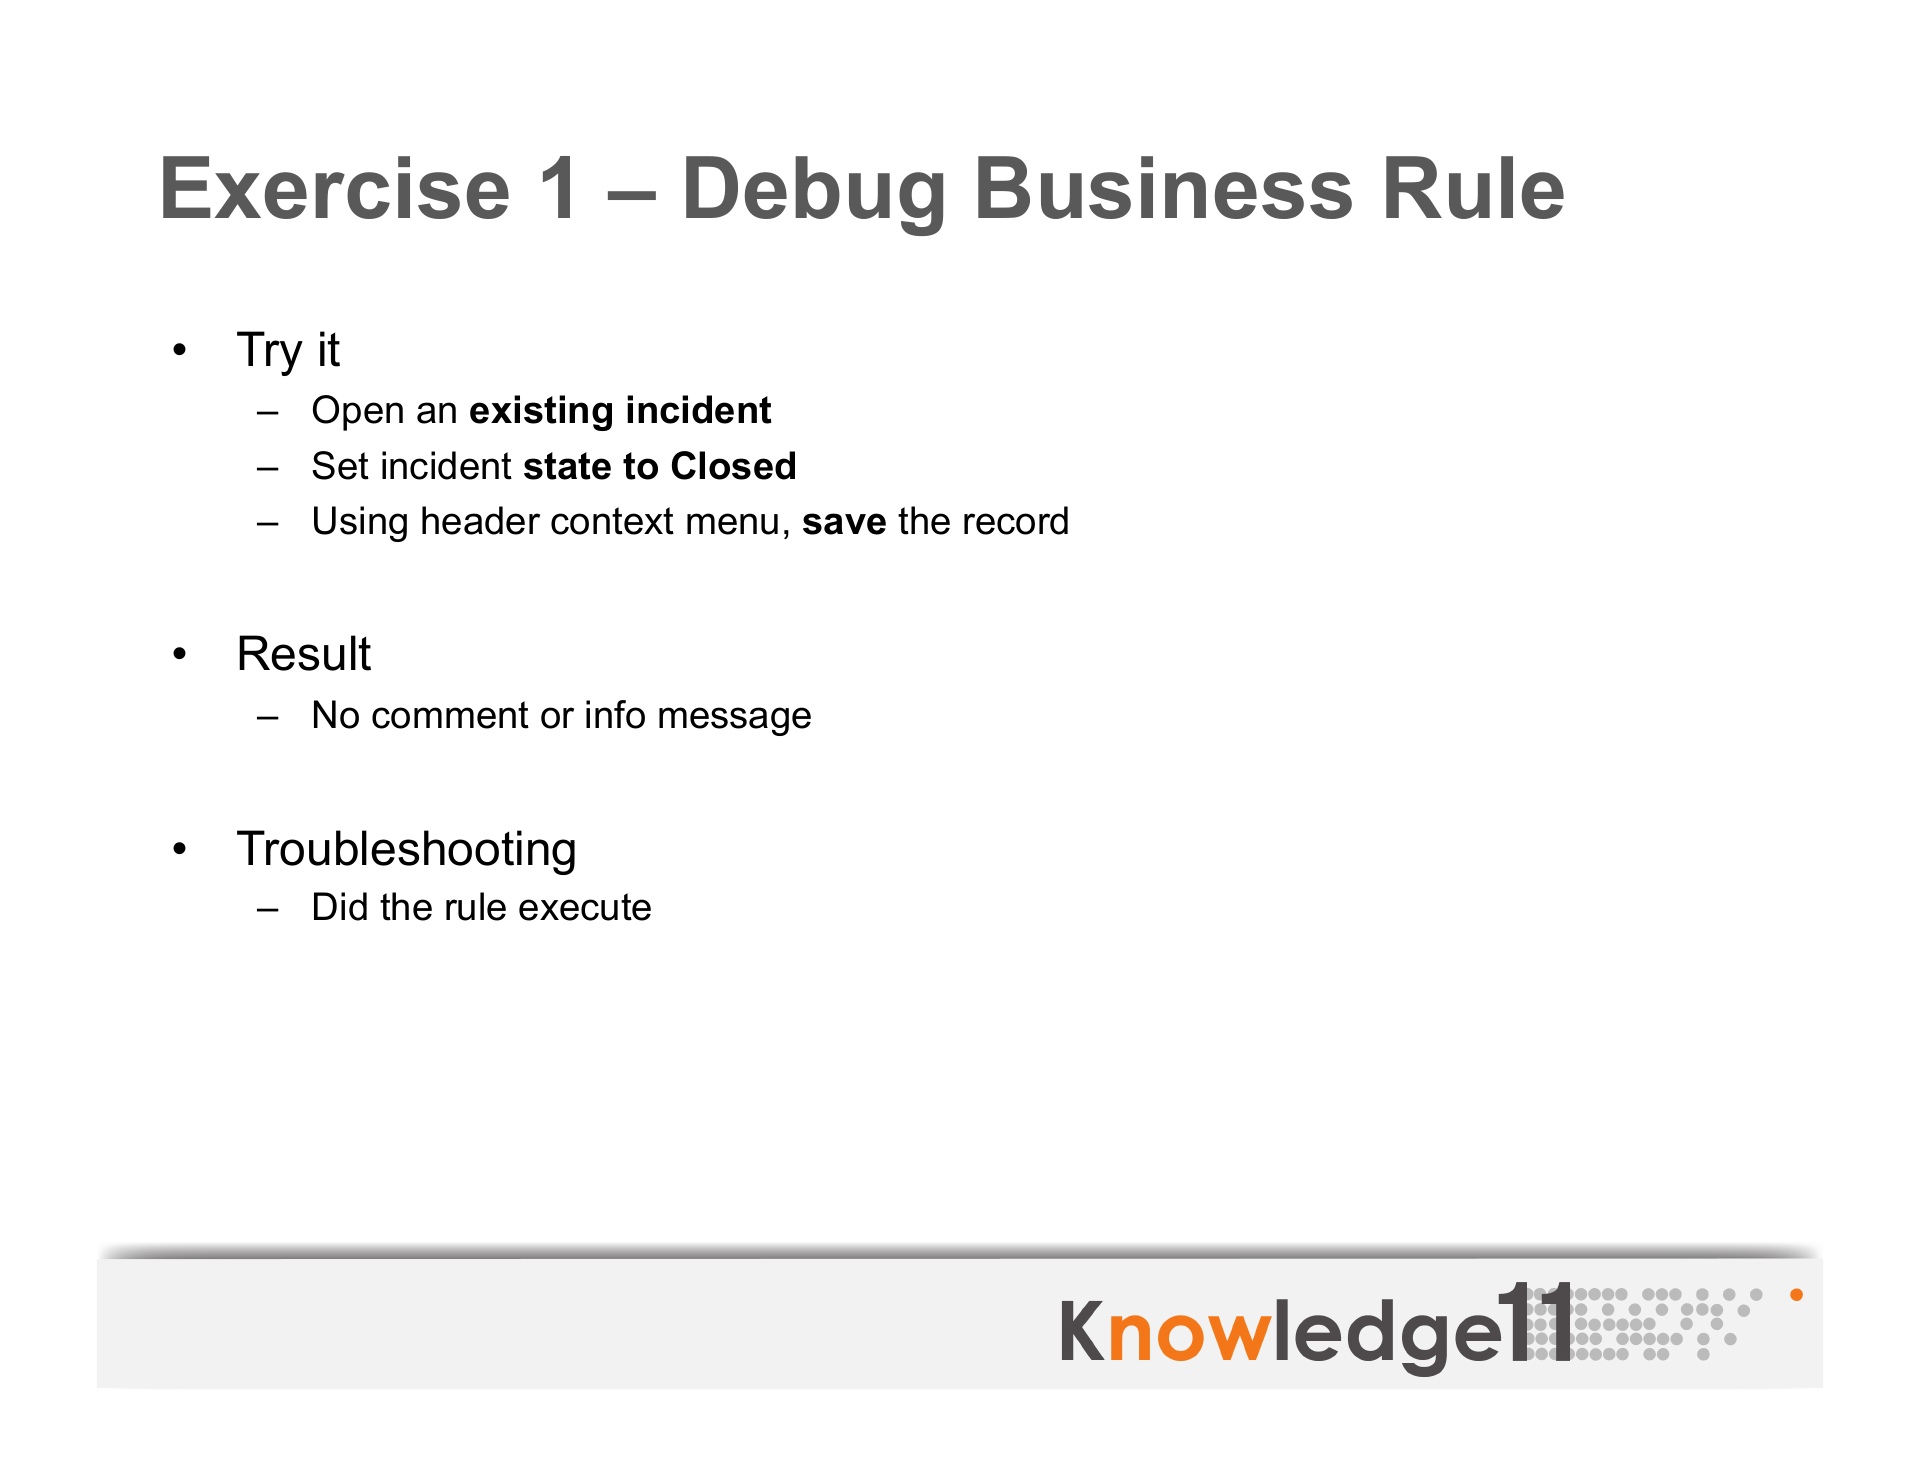 Exercise 1 – Debug Business Rule
• Try it
– Open an existing incident
– Set incident state to Closed
– Using header context menu, save the record
• Result
– No comment or info message
• Troubleshooting
– Did the rule execute
Knowledge11